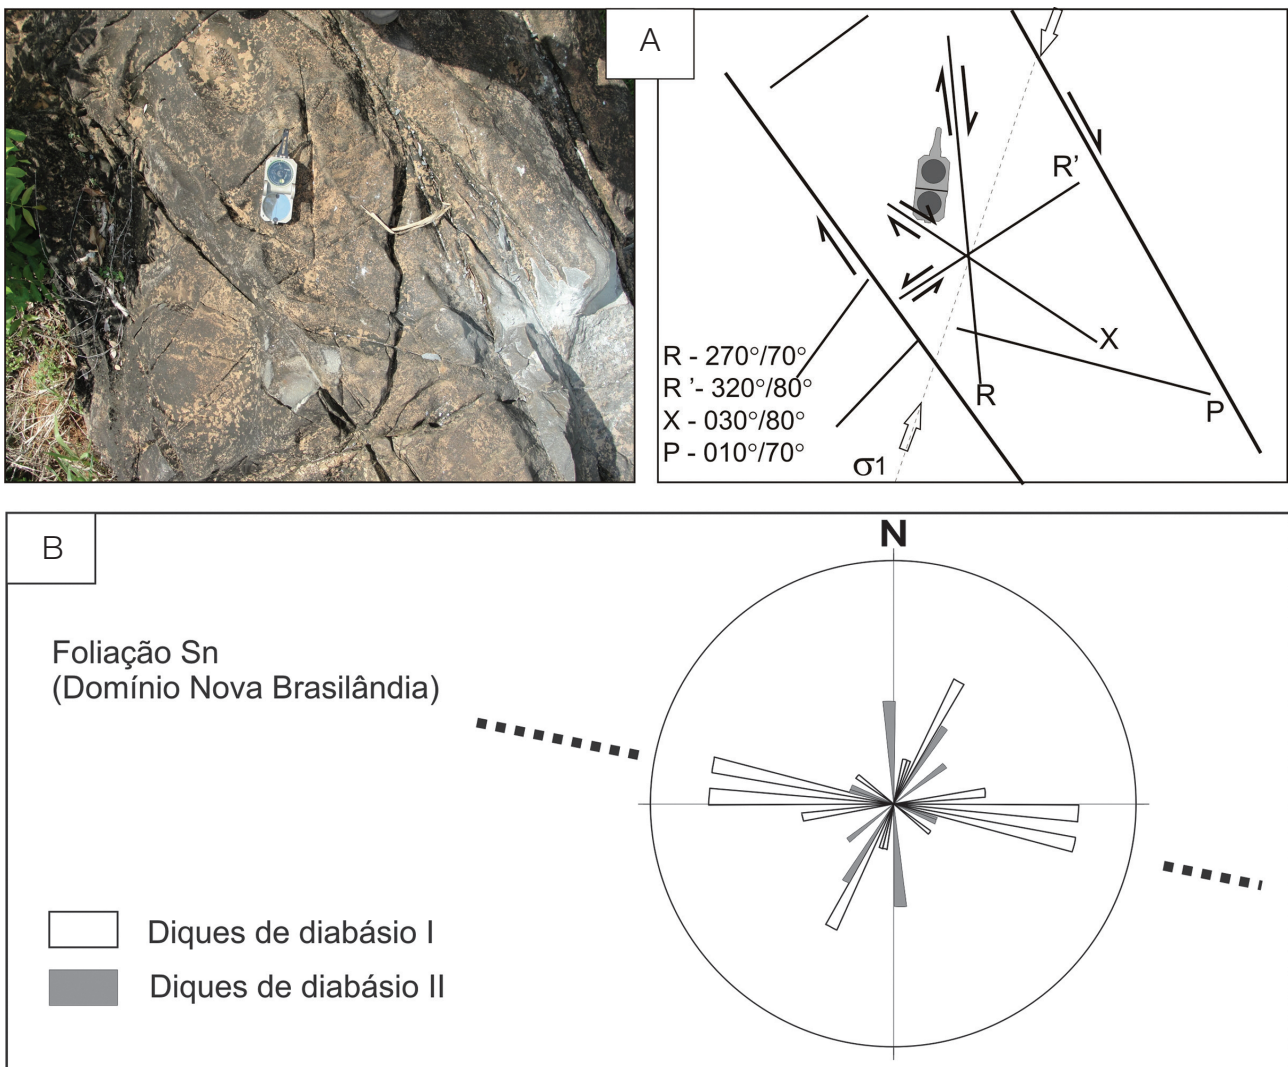 A
R'
X
R
P
σ1
R - 270°/70°
R '- 320°/80°
X - 030°/80°
P - 010°/70°
B
N
Foliação Sn
(Domínio Nova Brasilândia)
Diques de diabásio I
Diques de diabásio II